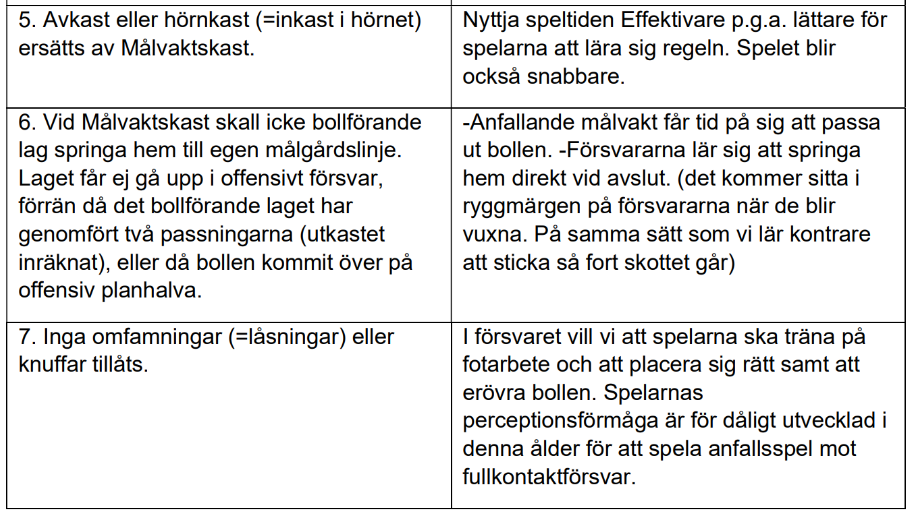 5. Avkast eller hörnkast (=inkast i hörnet)
ersätts av Målvaktskast.
Nyttja speltiden Effektivare p.g.a. lättare för
spelarna att lära sig regeln. Spelet blir
också snabbare.
6. Vid Målvaktskast skall icke bollförande
lag springa hem till egen målgårdslinje.
Laget får ej gå upp i offensivt försvar,
förrän då det bollförande laget har
genomfört två passningarna (utkastet
inräknat), eller då bollen kommit över på
offensiv planhalva.
-Anfallande målvakt får tid på sig att passa
ut bollen. -Försvararna lär sig att springa
hem direkt vid avslut. (det kommer sitta i
ryggmärgen på försvararna när de blir
vuxna. På samma sätt som vi lär kontrare
att sticka så fort skottet går)
7. Inga omfamningar (=låsningar) eller
knuffar tillåts.
I försvaret vill vi att spelarna ska träna på
fotarbete och att placera sig rätt samt att
erövra bollen. Spelarnas
perceptionsförmåga är för dåligt utvecklad i
denna ålder för att spela anfallsspel mot
fullkontaktförsvar.